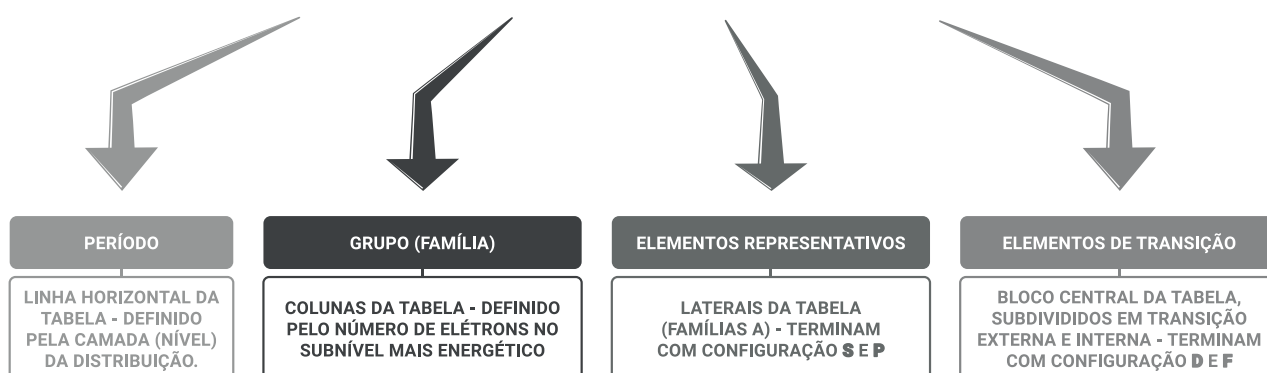 PERÍODO
LINHA HORIZONTAL DA
TABELA - DEFINIDO
PELA CAMADA (NÍVEL)
DA DISTRIBUIÇÃO.
GRUPO (FAMÍLIA)
COLUNAS DA TABELA - DEFINIDO
PELO NÚMERO DE ELÉTRONS NO
SUBNÍVEL MAIS ENERGÉTICO
ELEMENTOS REPRESENTATIVOS
LATERAIS DA TABELA
(FAMÍLIAS A) - TERMINAM
COM CONFIGURAÇÃO S E P
ELEMENTOS DE TRANSIÇÃO
BLOCO CENTRAL DA TABELA,
SUBDIVIDIDOS EM TRANSIÇÃO
EXTERNA E INTERNA - TERMINAM
COM CONFIGURAÇÃO D E F